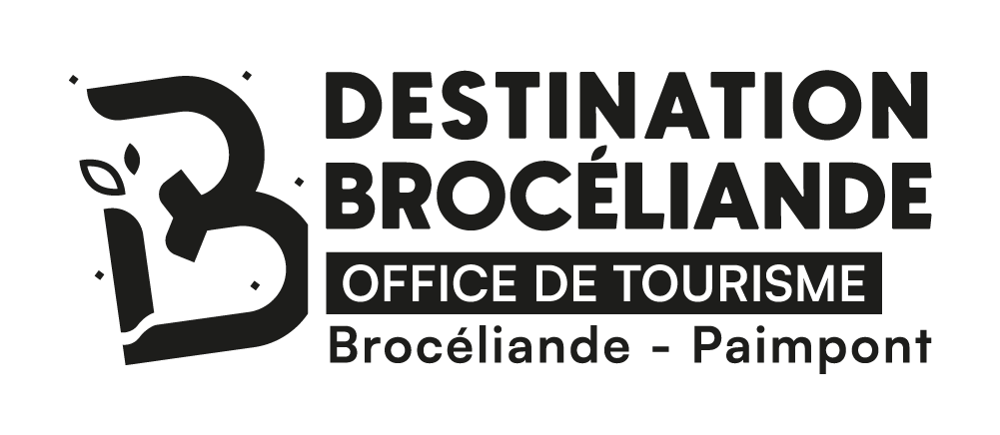 DESTINATION
BROCÉLIANDE
OFFICE DE TOURISME
Brocéliande - Paimpont